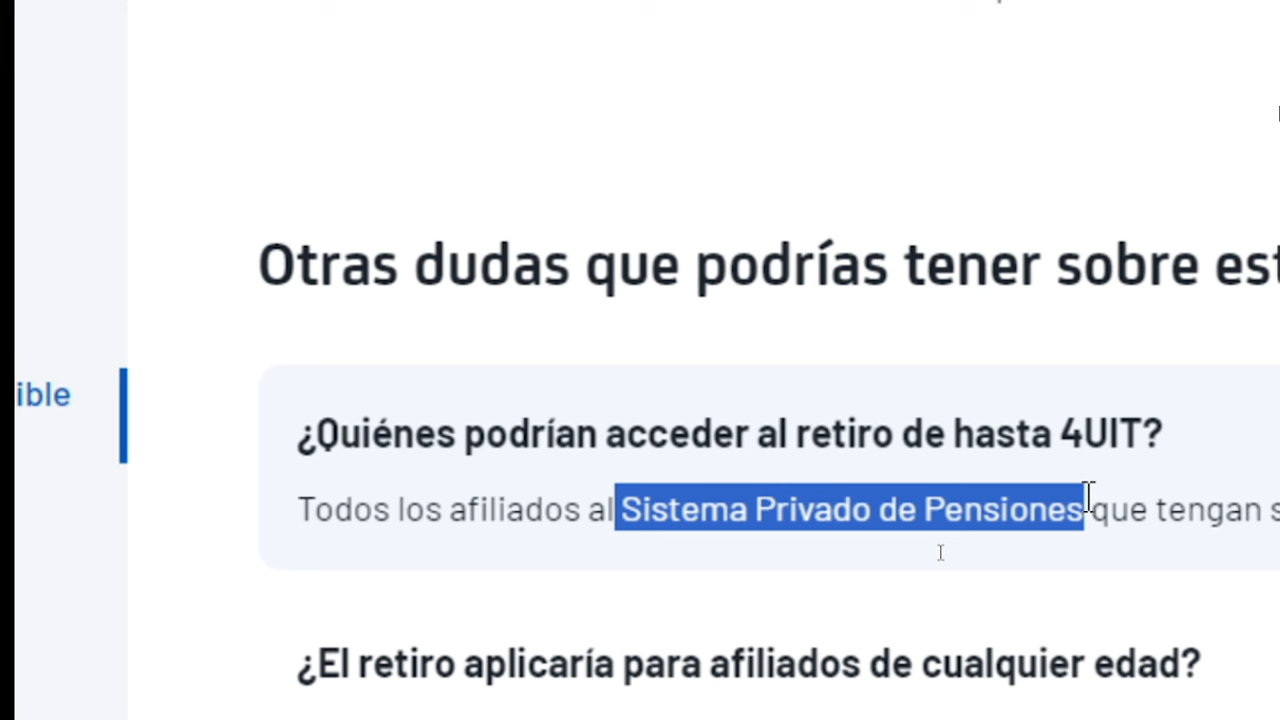 Otras dudas que podrías tener sobre
ible
¿Quiénes podrían acceder al retiro de hasta 4UIT?
Todos los afiliados al Sistema Privado de Pensiones que tengan
¿El retiro aplicaría para afiliados de cualquier edad?